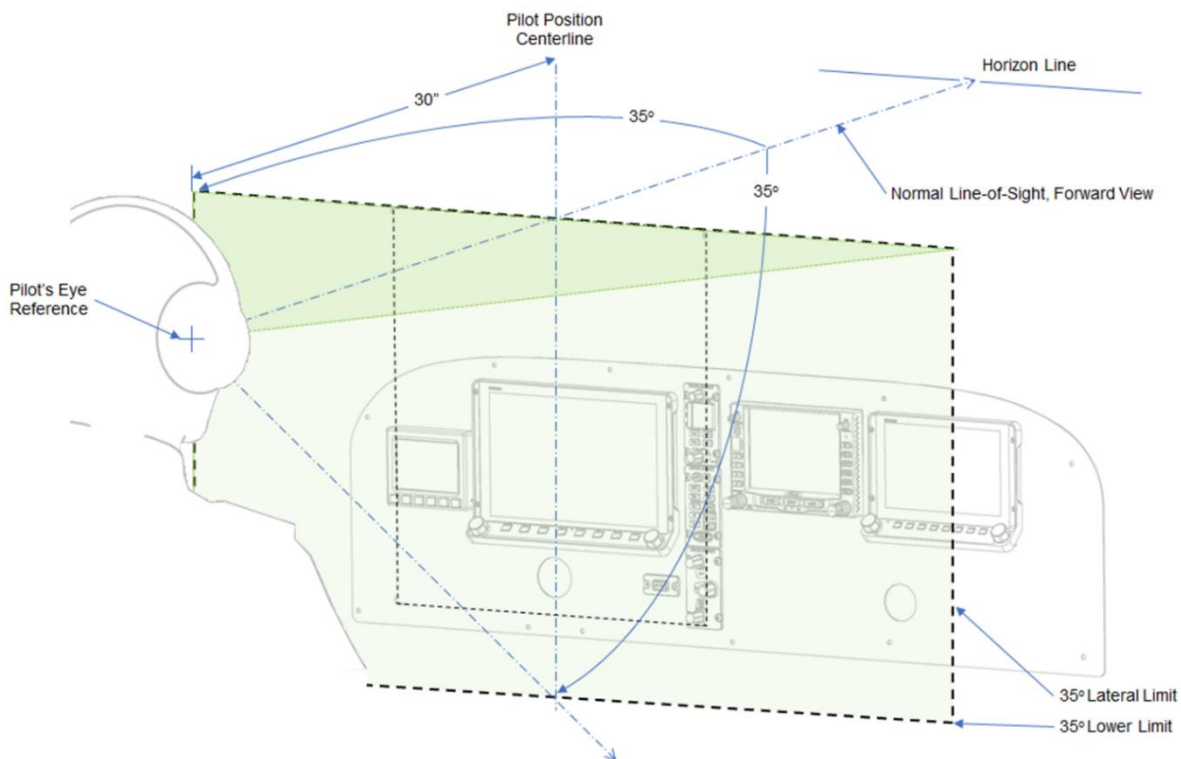 Pilot Position
Centerline
Horizon Line
30"
35º
35º
Normal Line-of-Sight, Forward View
Pilot's Eye
Reference
35º Lateral Limit
35º Lower Limit